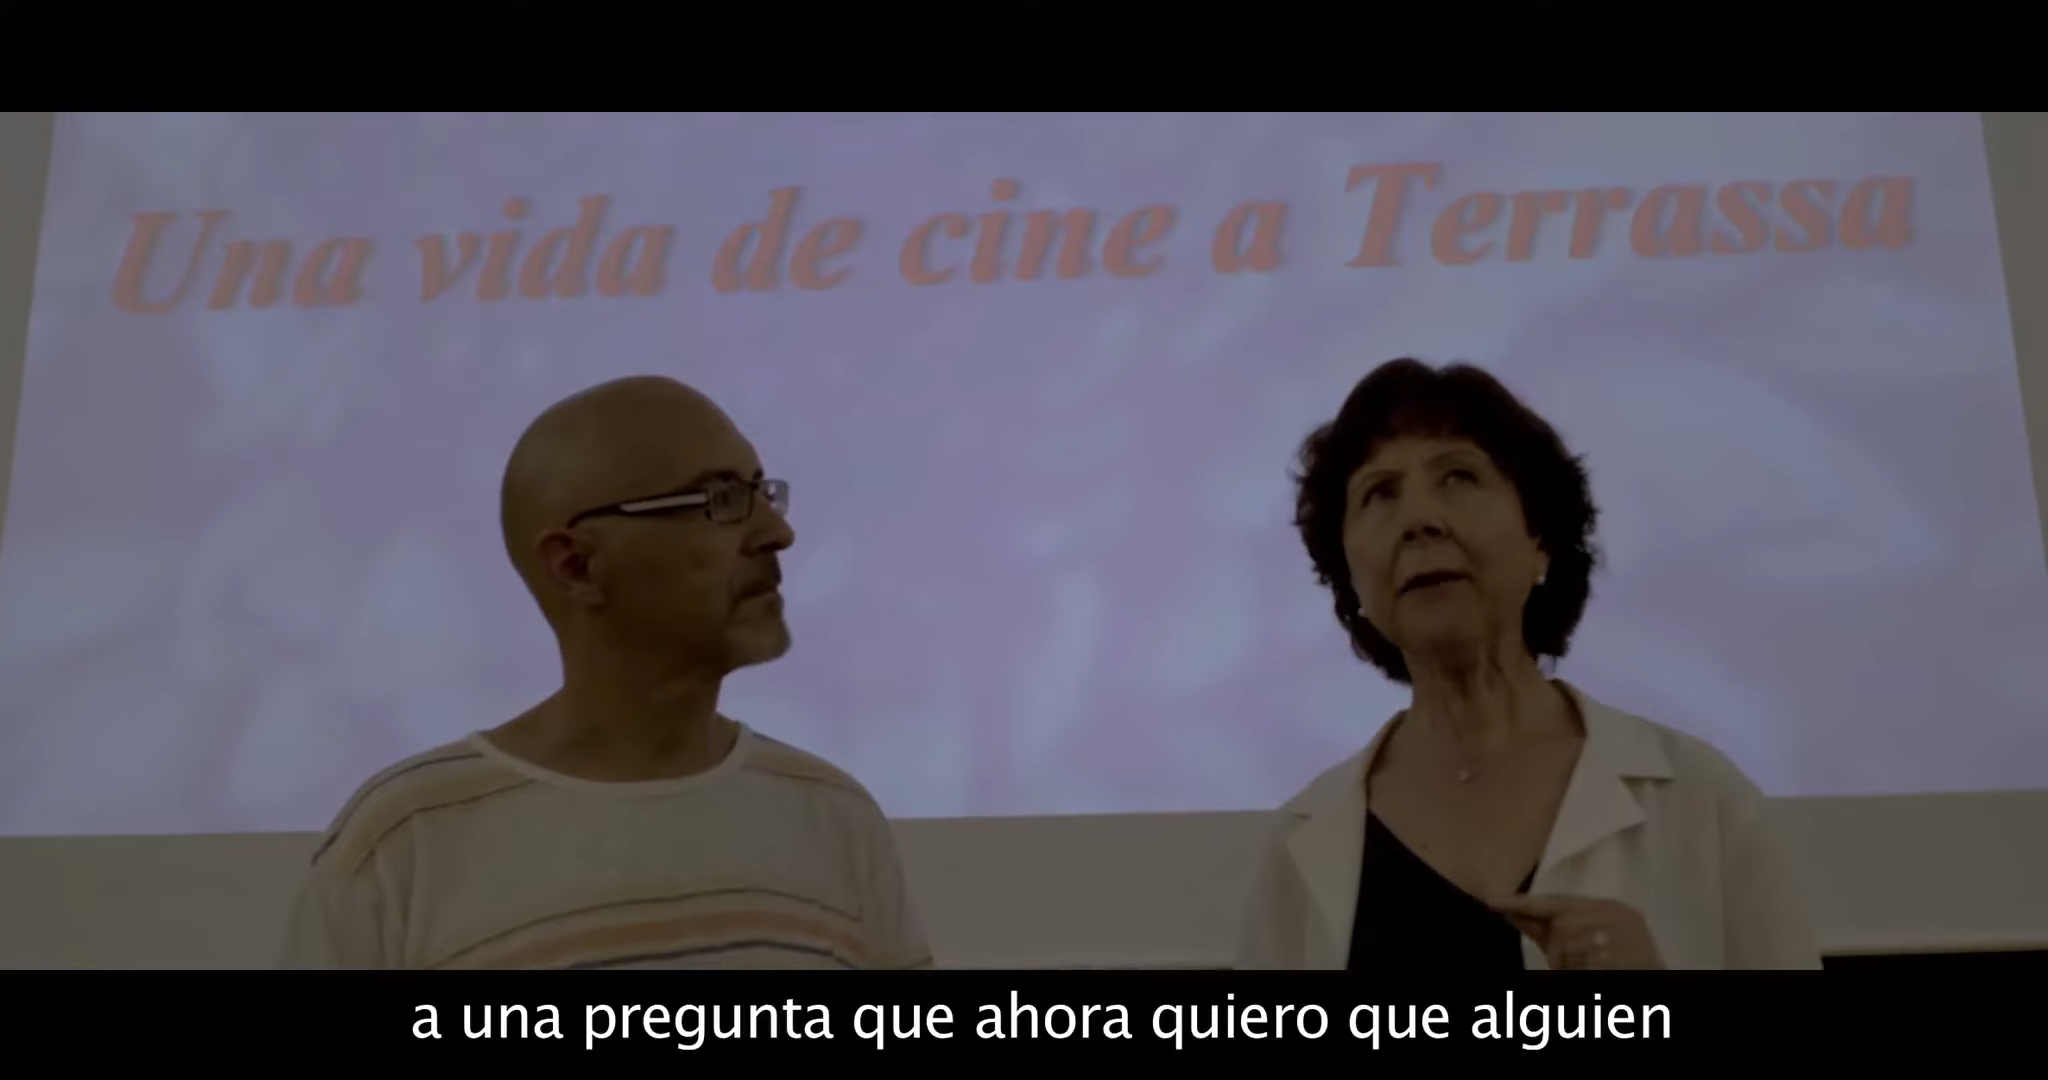 Una vida de cine a Terrassa
a una pregunta que ahora quiero que alguien